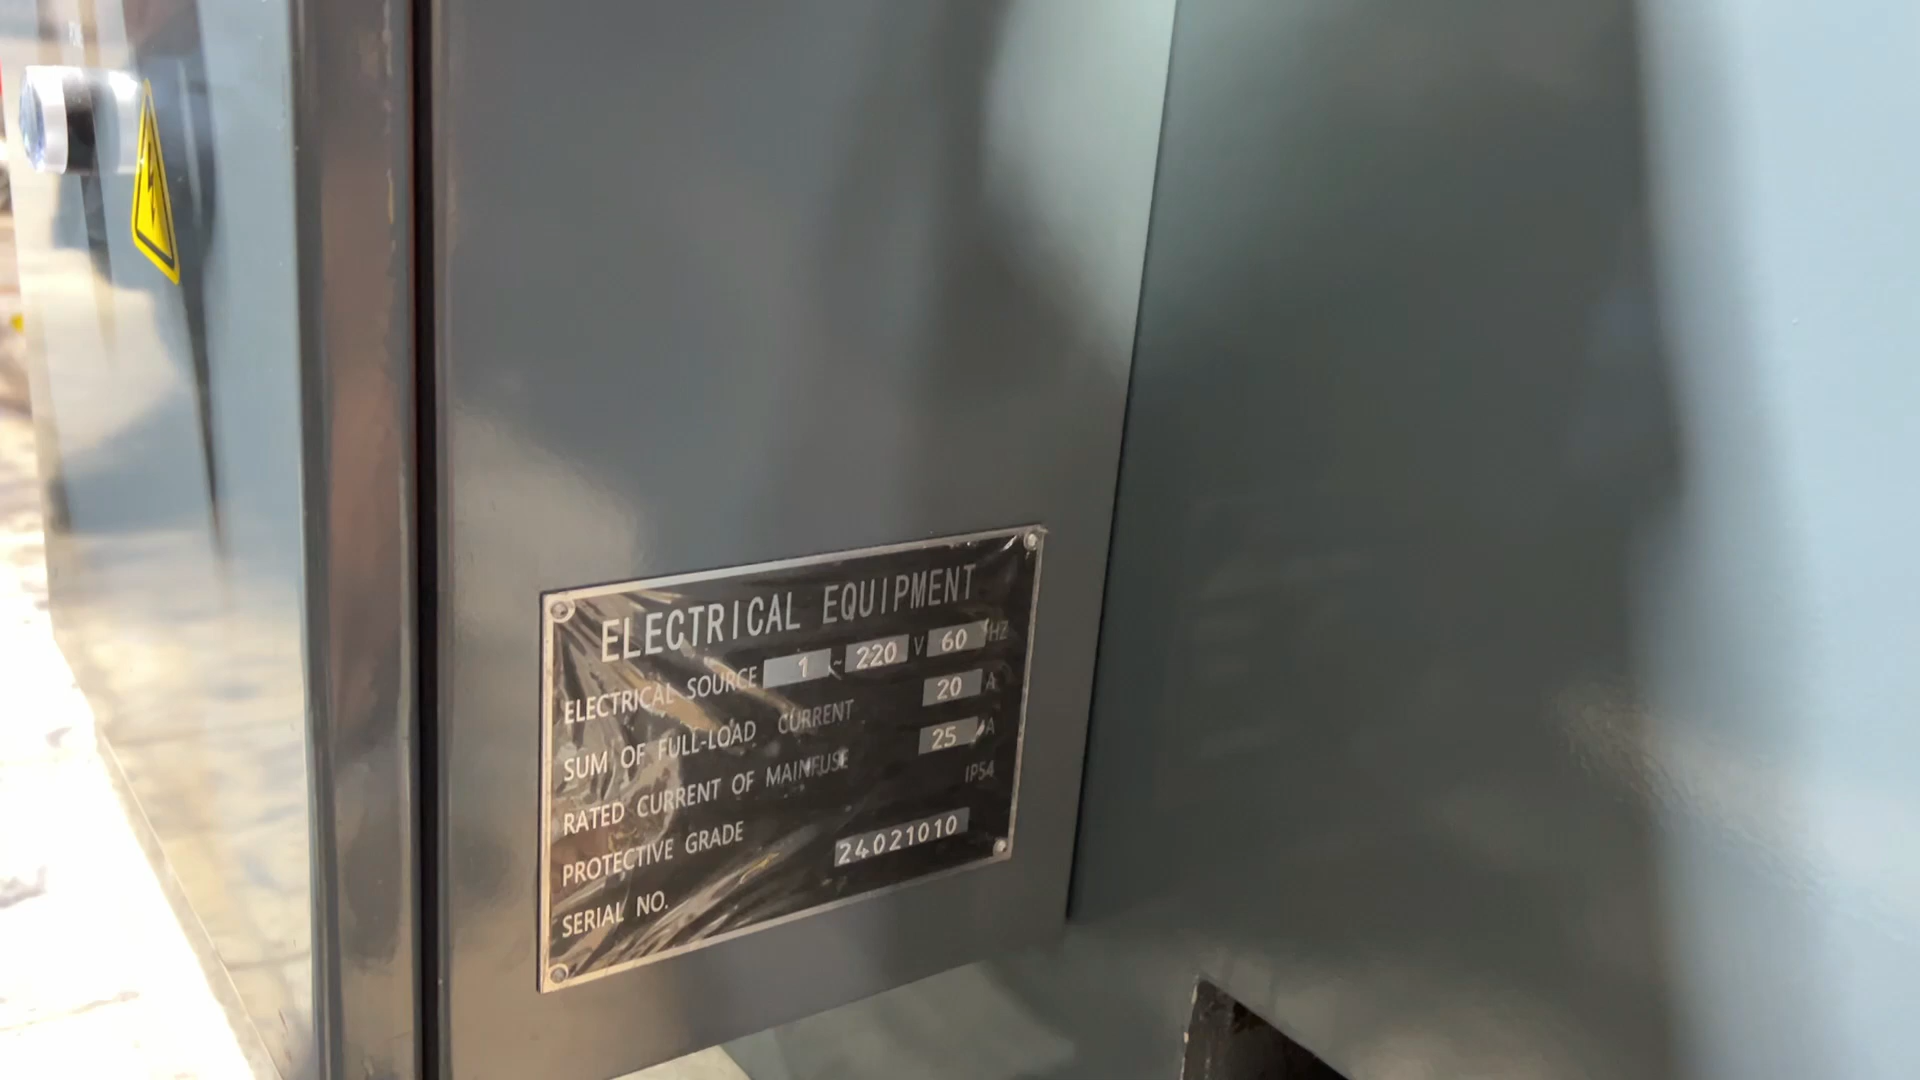 ELECTRICAL EQUIPMENT
ELECTRICAL SOURCE 1 ~ 220 V 60 HZ
SUM OF FULL-LOAD CURRENT 20 A
RATED CURRENT OF MAINFUSE 25 A
PROTECTIVE GRADE IP54
SERIAL NO. 24021010